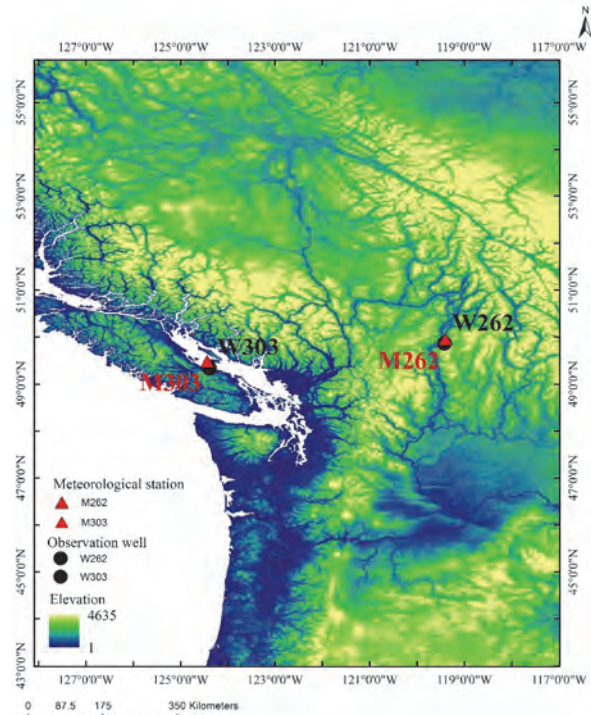 N
127°0'0"W 125°0'0"W 123°0'0"W 121°0'0"W 119°0'0"W 117°0'0"W
55°0'0"N 55°0'0"N
53°0'0"N 53°0'0"N
51°0'0"N 51°0'0"N
W262
W303
M262
M303
49°0'0"N 49°0'0"N
47°0'0"N 47°0'0"N
Meteorological station
M262
M303
Observation well
W262
W303
45°0'0"N 45°0'0"N
Elevation
4635
1
43°0'0"N 43°0'0"N
127°0'0"W 125°0'0"W 123°0'0"W 121°0'0"W 119°0'0"W 117°0'0"W
0 87.5 175 350 Kilometers